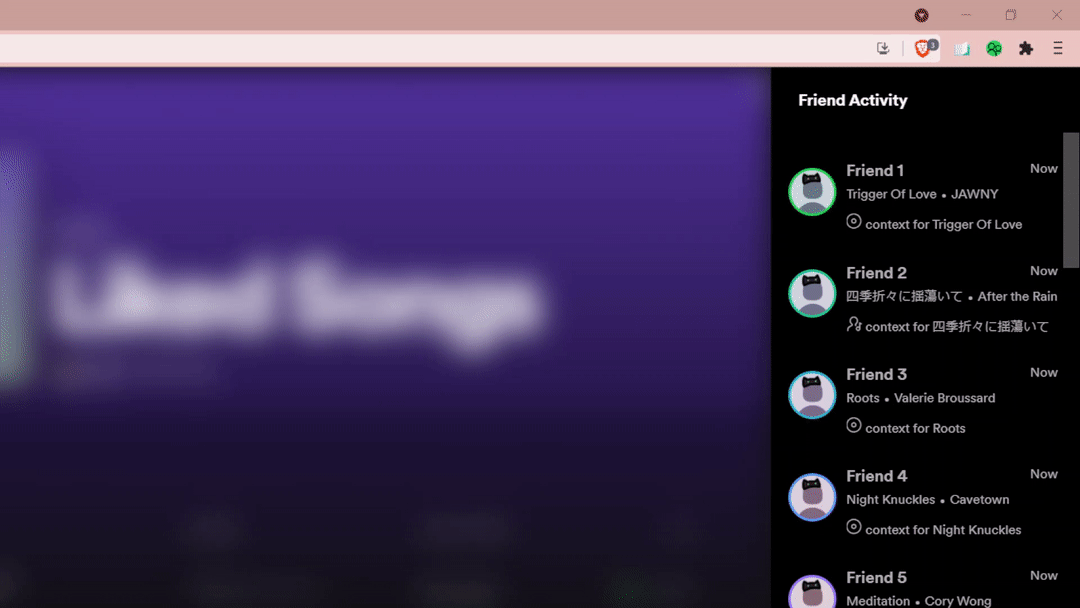 3
Liked Songs
Friend Activity
Friend 1
Now
Trigger Of Love • JAWNY
context for Trigger Of Love
Friend 2
Now
四季折々に揺蕩いて • After the Rain
context for 四季折々に揺蕩いて
Friend 3
Now
Roots • Valerie Broussard
context for Roots
Friend 4
Now
Night Knuckles • Cavetown
context for Night Knuckles
Friend 5
Now
Meditation • Cory Wong